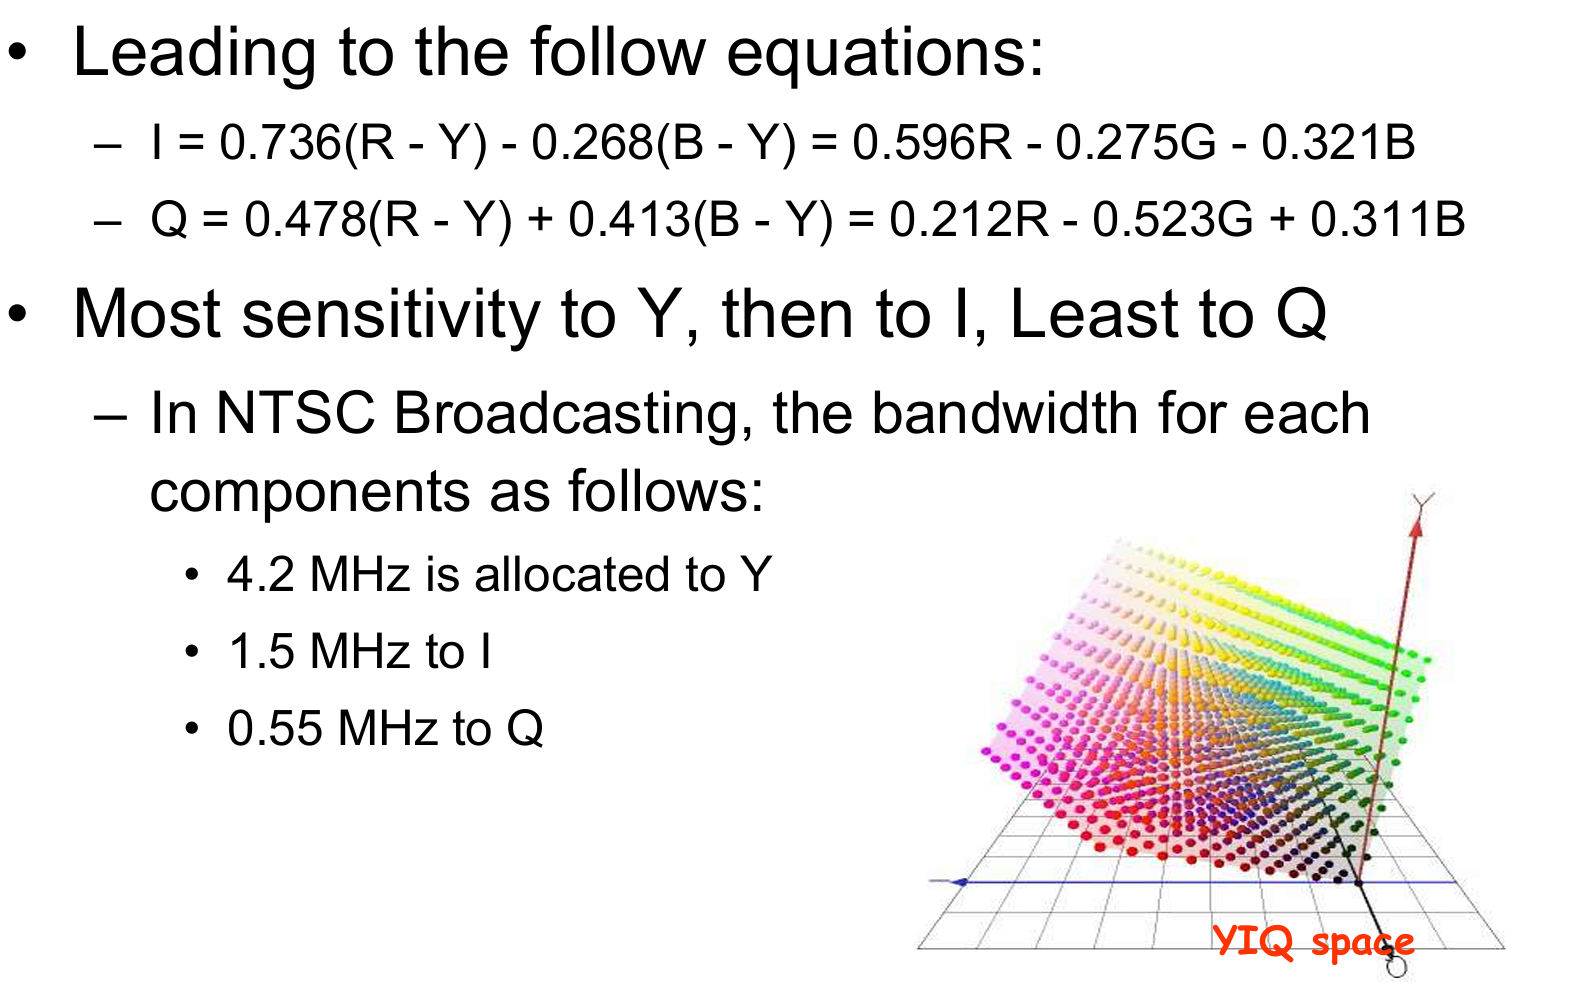 • Leading to the follow equations:
– I = 0.736(R - Y) - 0.268(B - Y) = 0.596R - 0.275G - 0.321B
– Q = 0.478(R - Y) + 0.413(B - Y) = 0.212R - 0.523G + 0.311B
• Most sensitivity to Y, then to I, Least to Q
– In NTSC Broadcasting, the bandwidth for each
components as follows:
• 4.2 MHz is allocated to Y
• 1.5 MHz to I
• 0.55 MHz to Q
Y
YIQ space
Q